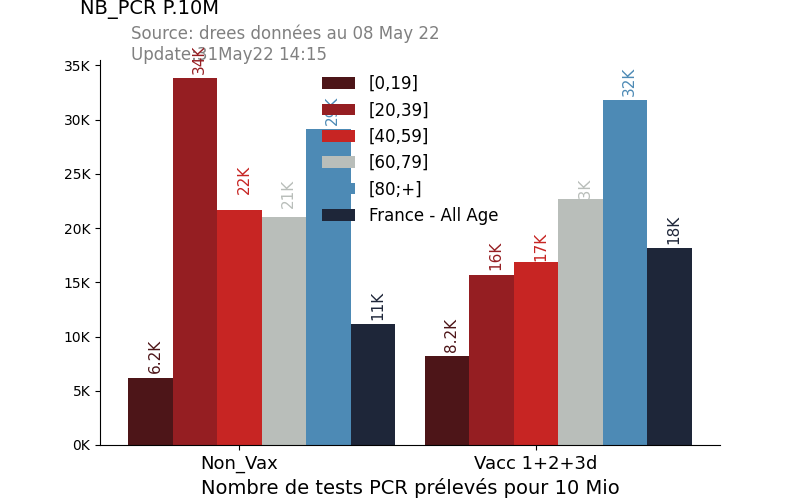 NB_PCR P.10M
Source: drees données au 08 May 22
Update 31May22 14:15
35K
30K
25K
20K
15K
10K
5K
0K
6.2K
34K
22K
21K
29K
11K
8.2K
16K
17K
3K
32K
18K
[0,19]
[20,39]
[40,59]
[60,79]
[80;+]
France - All Age
Non_Vax
Vacc 1+2+3d
Nombre de tests PCR prélevés pour 10 Mio